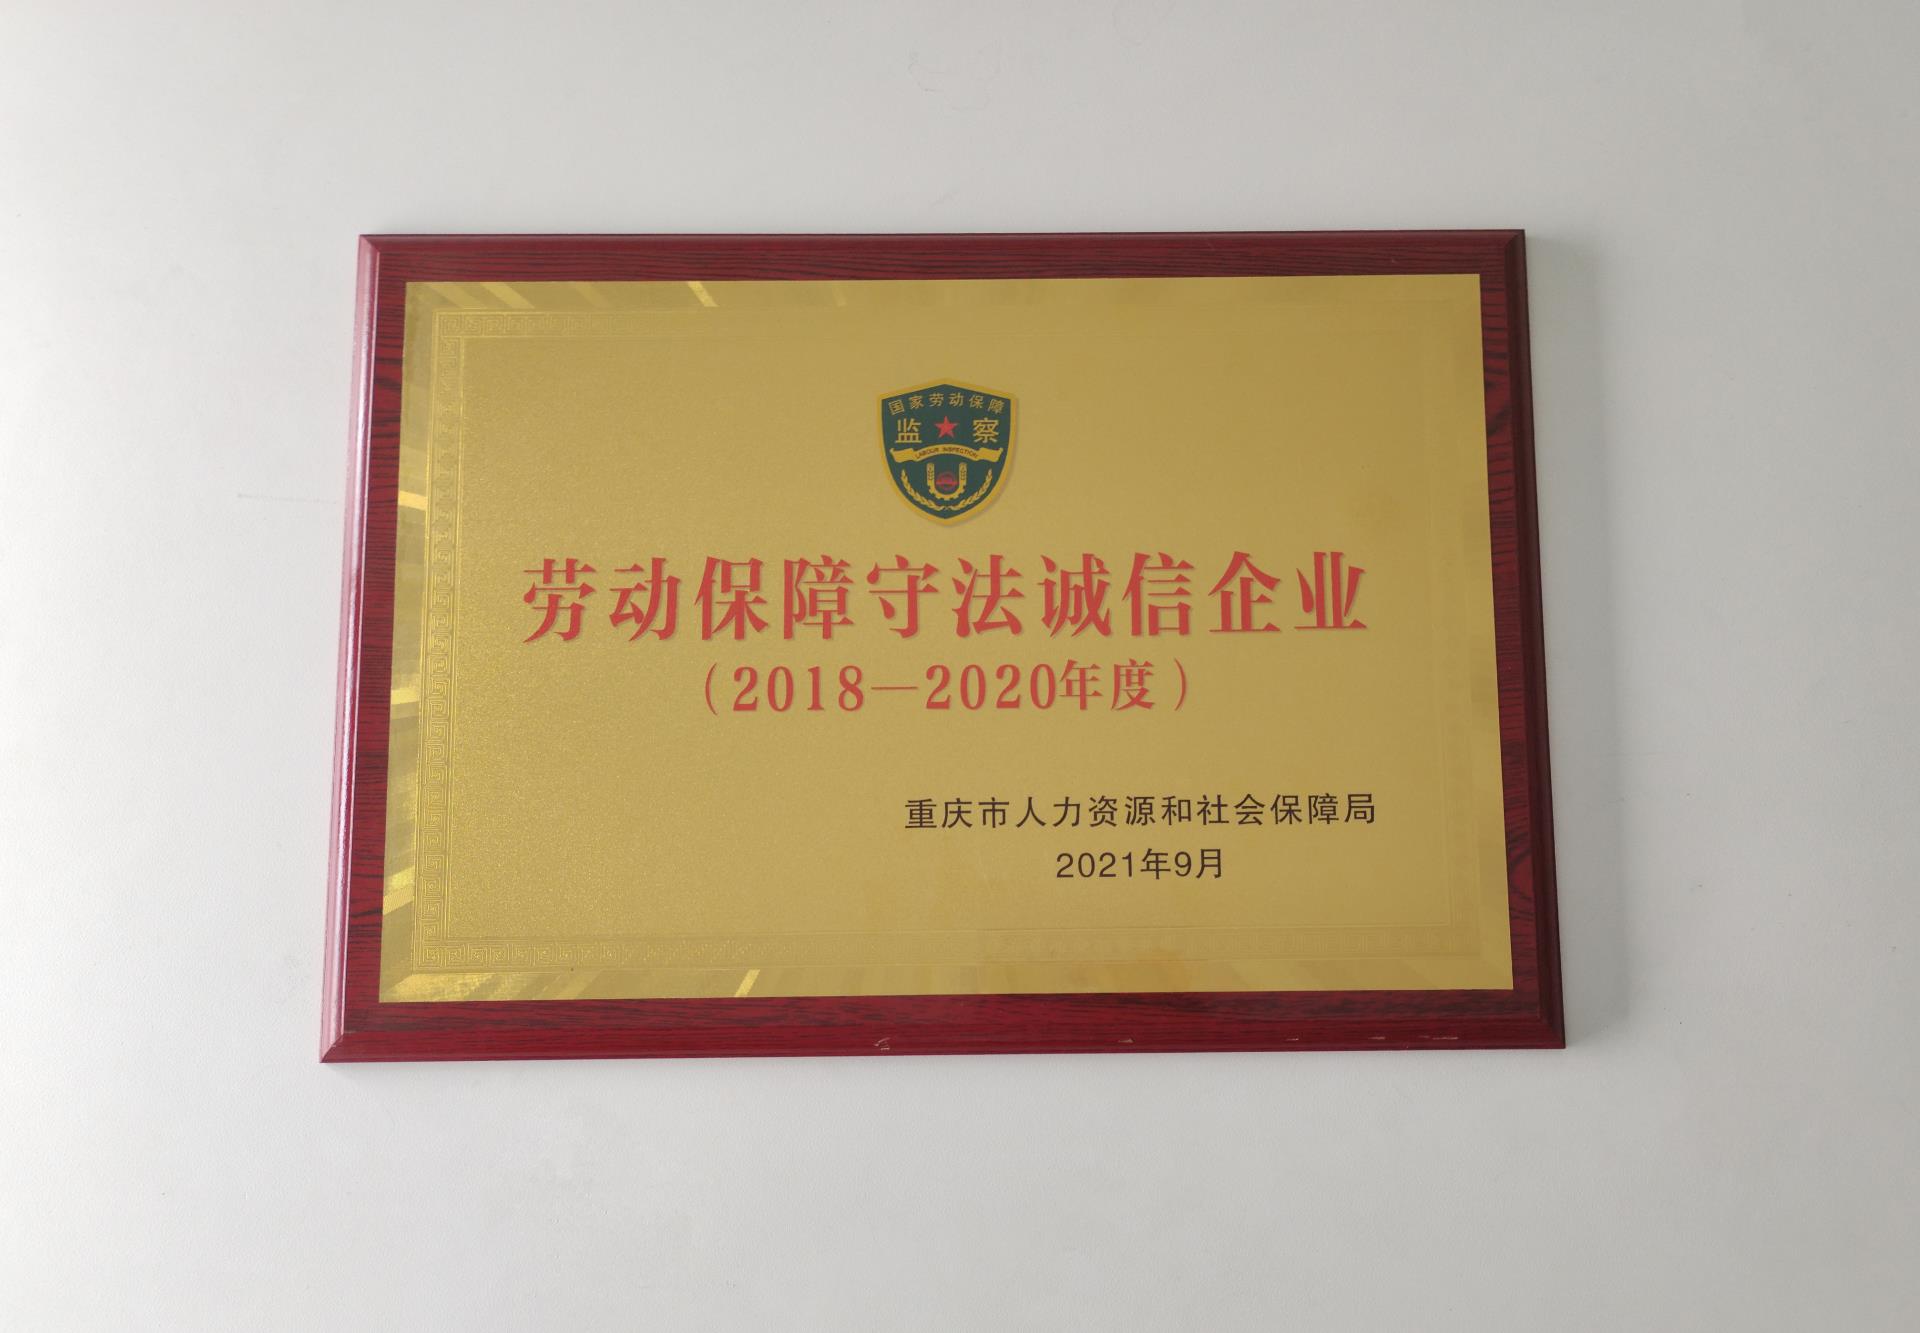 国家劳动保障
监 察
LABOUR INSPECTION
劳动保障守法诚信企业
（2018—2020年度）
重庆市人力资源和社会保障局
2021年9月